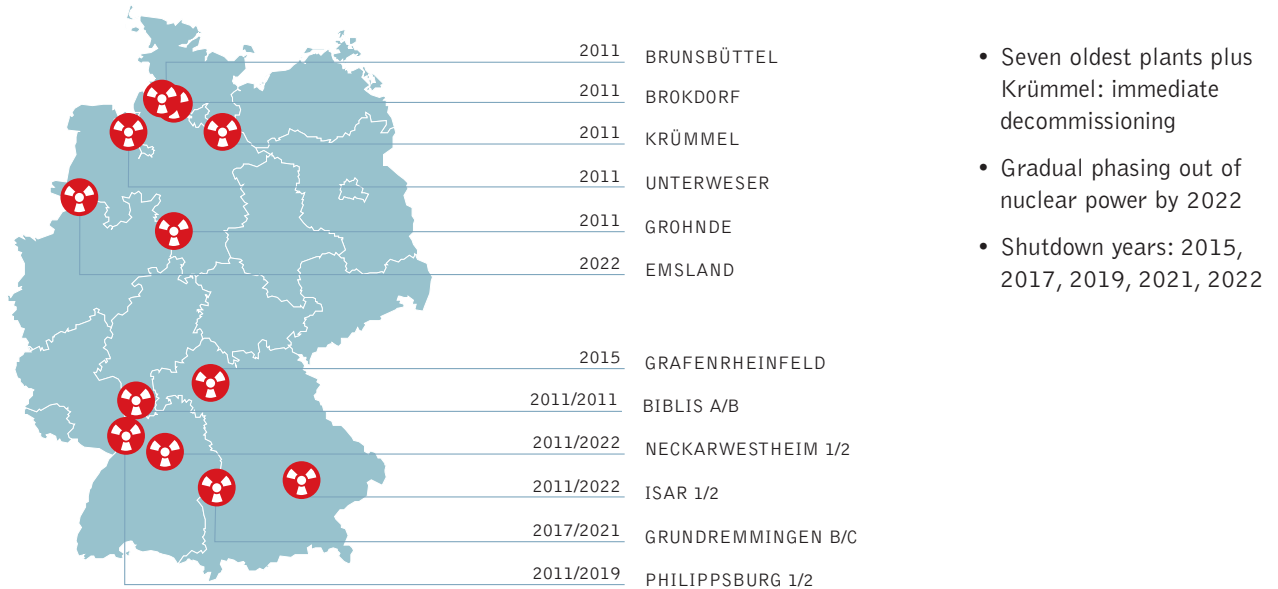 2011 BRUNSBÜTTEL
2011 BROKDORF
2011 KRÜMMEL
2011 UNTERWESER
2011 GROHNDE
2022 EMSLAND
2015 GRAFENRHEINFELD
2011/2011 BIBLIS A/B
2011/2022 NECKARWESTHEIM 1/2
2011/2022 ISAR 1/2
2017/2021 GRUNDREMMINGEN B/C
2011/2019 PHILIPPSBURG 1/2
• Seven oldest plants plus
Krümmel: immediate
decommissioning
• Gradual phasing out of
nuclear power by 2022
• Shutdown years: 2015,
2017, 2019, 2021, 2022